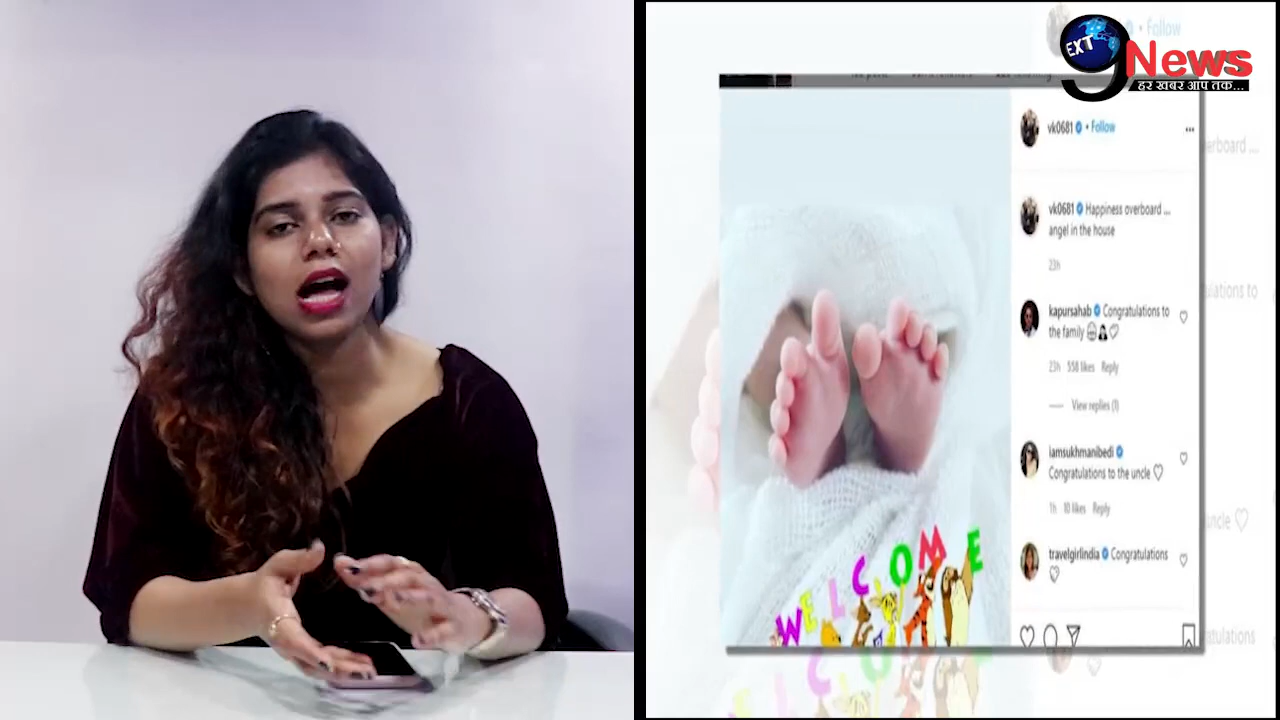 EXT
9 News
हर खबर आप तक...
• Follow
vk0681 • Follow
vk0681 Happiness overboard ...
angel in the house
23h
kapursahab Congratulations to
the family
23h 558 likes Reply
View replies (1)
iamsukhmanibedi
Congratulations to the uncle
1h 10 likes Reply
travelgirlindia Congratulations
WELCOME